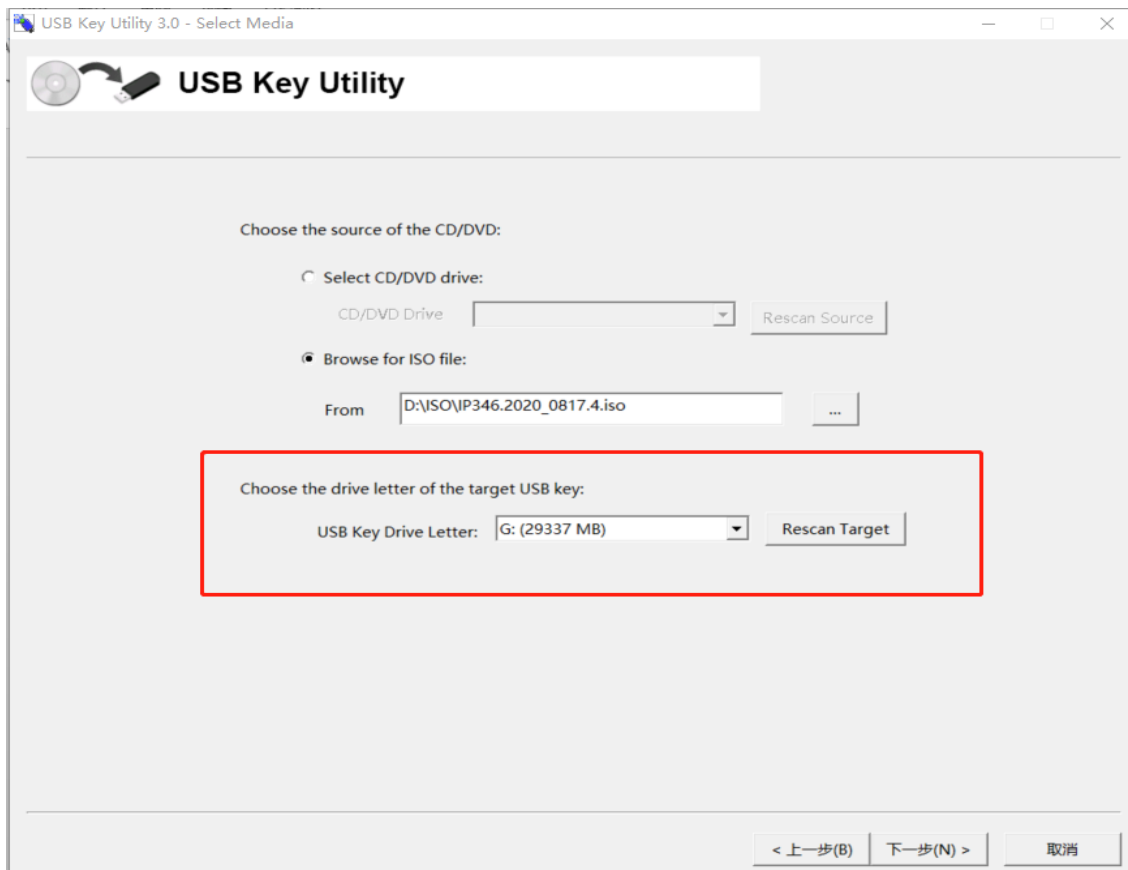 USB Key Utility 3.0 - Select Media
USB Key Utility
Choose the source of the CD/DVD:
Select CD/DVD drive:
CD/DVD Drive
Rescan Source
Browse for ISO file:
From
D:\ISO\IP346.2020_0817.4.iso
...
Choose the drive letter of the target USB key:
USB Key Drive Letter:
G: (29337 MB)
Rescan Target
< 上一步(B)
下一步(N) >
取消